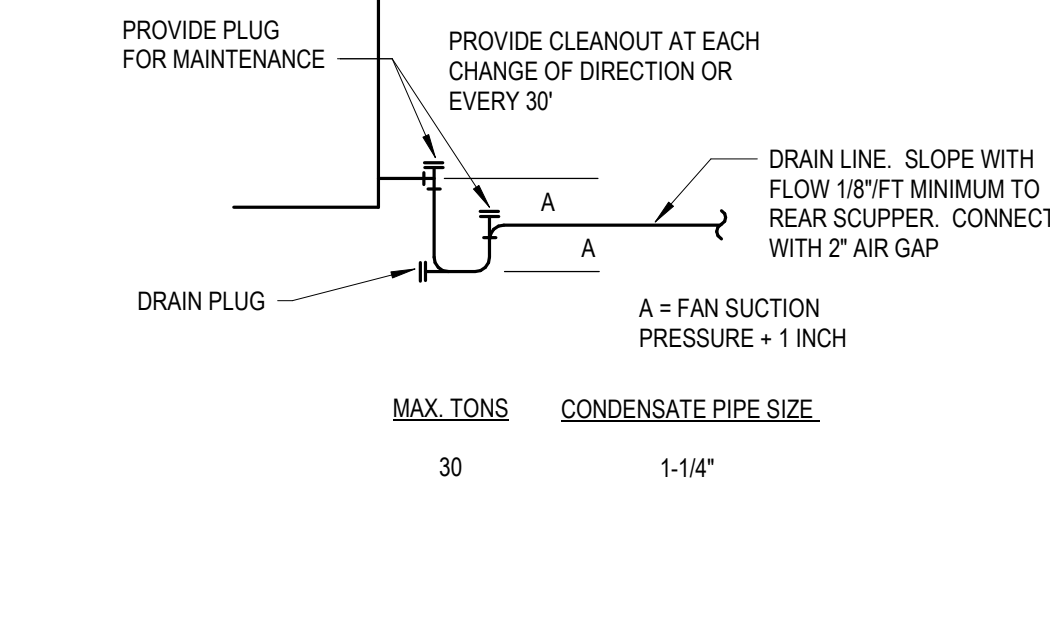 PROVIDE PLUG
FOR MAINTENANCE
PROVIDE CLEANOUT AT EACH
CHANGE OF DIRECTION OR
EVERY 30'
DRAIN LINE. SLOPE WITH
FLOW 1/8"/FT MINIMUM TO
REAR SCUPPER. CONNECT
WITH 2" AIR GAP
A
A
DRAIN PLUG
A = FAN SUCTION
PRESSURE + 1 INCH
MAX. TONS CONDENSATE PIPE SIZE
30 1-1/4"